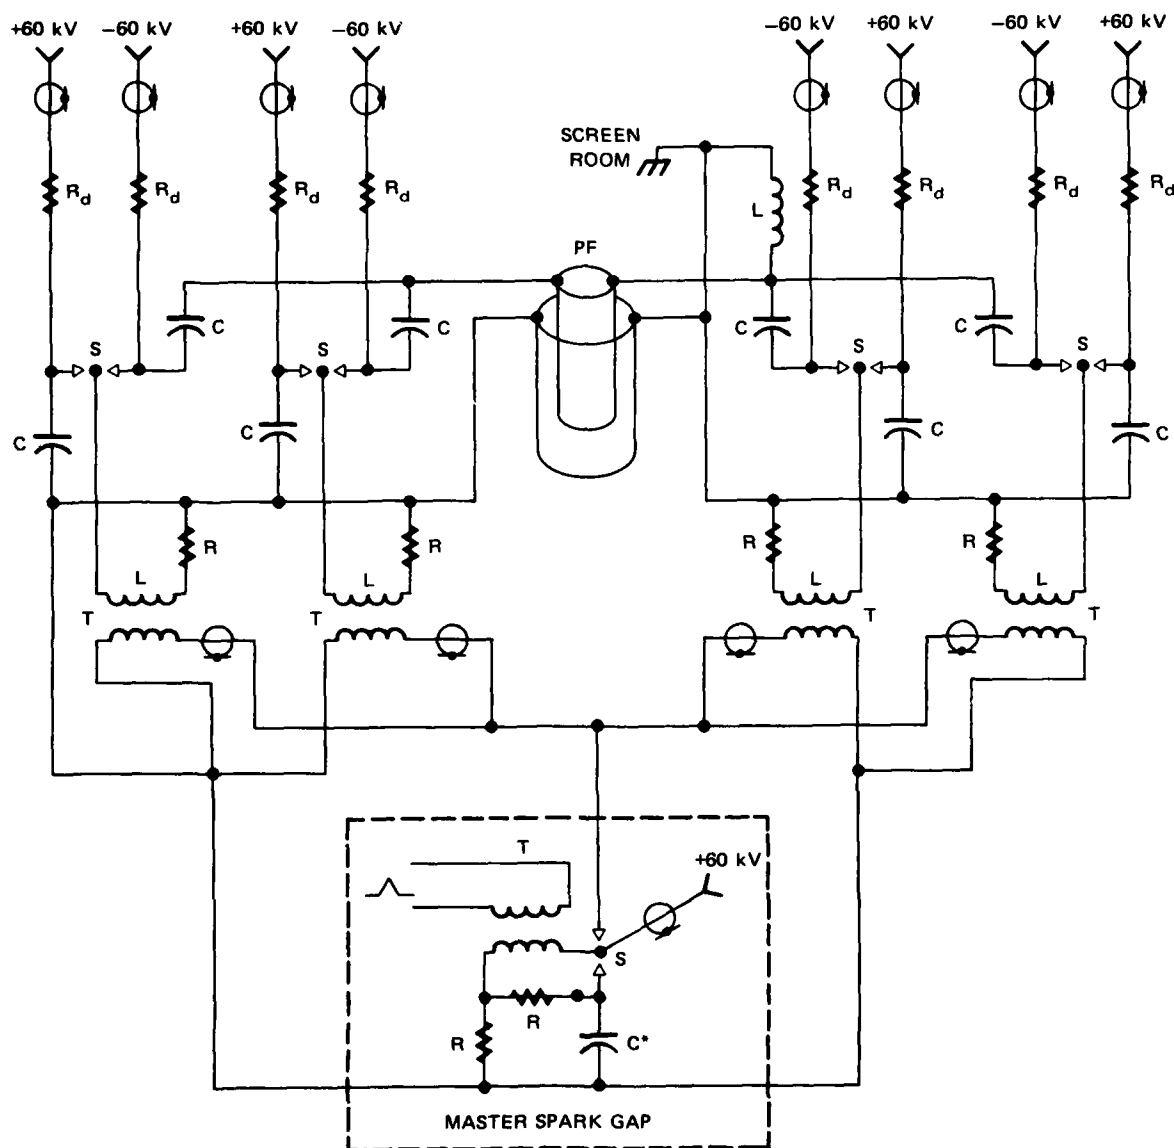 +60 kV −60 kV +60 kV −60 kV −60 kV +60 kV −60 kV +60 kV
SCREEN
ROOM
Rd Rd Rd Rd Rd Rd Rd Rd
L
PF
C C C C
S S S S
C C C C
R R R R
L L L L
T T T T
T
+60 kV
S
R
R C*
MASTER SPARK GAP